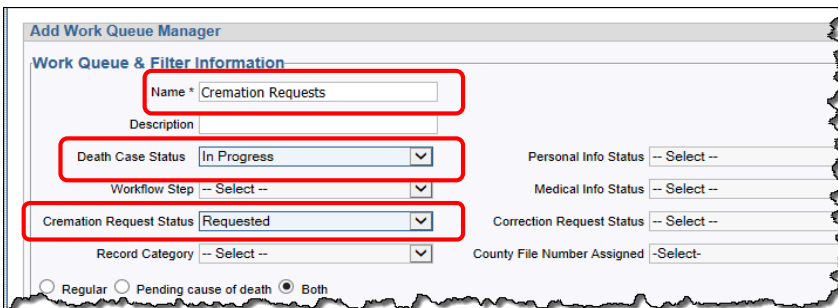 Add Work Queue Manager
Work Queue & Filter Information
Name * Cremation Requests
Description
Death Case Status In Progress Personal Info Status -- Select --
Workflow Step -- Select -- Medical Info Status -- Select --
Cremation Request Status Requested Correction Request Status -- Select --
Record Category -- Select -- County File Number Assigned -Select-
Regular Pending cause of death Both